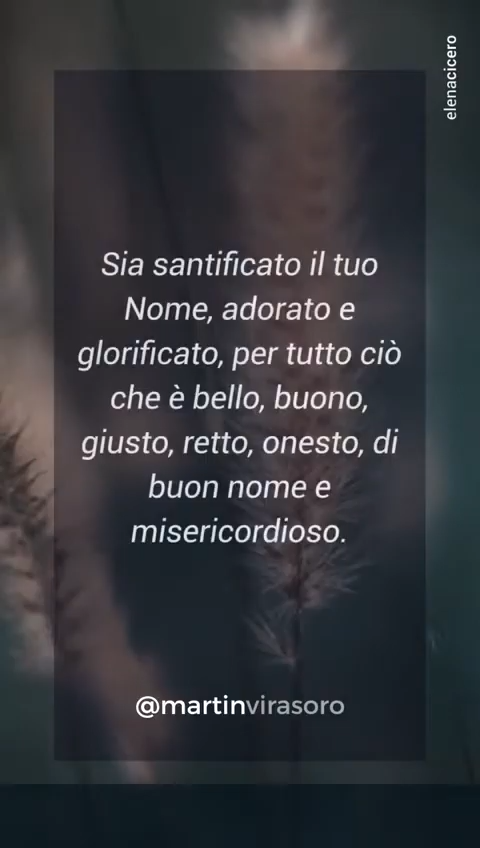 elenacicero
Sia santificato il tuo
Nome, adorato e
glorificato, per tutto ciò
che è bello, buono,
giusto, retto, onesto, di
buon nome e
misericordioso.
@martinvirasoro